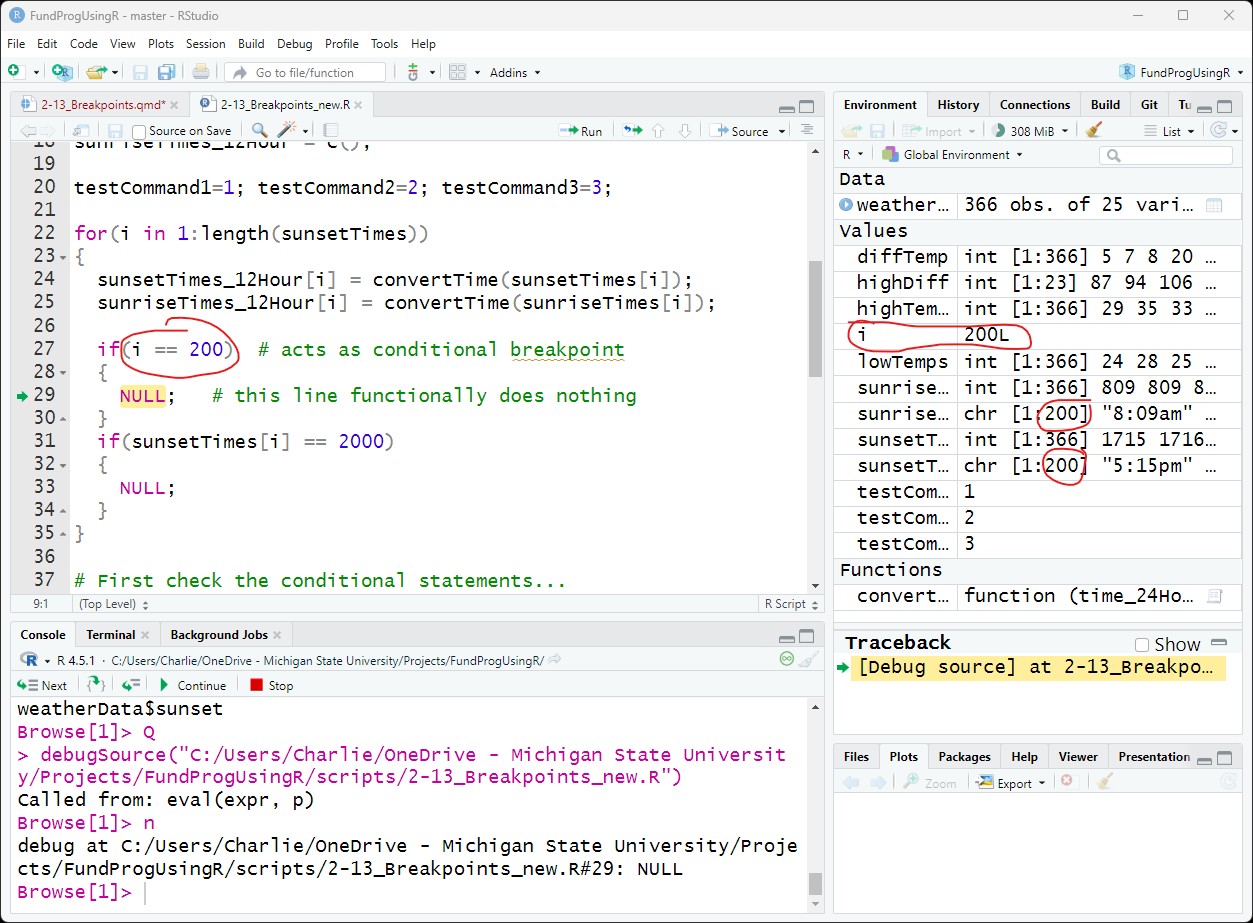 FundProgUsingR - master - RStudio
File Edit Code View Plots Session Build Debug Profile Tools Help
Go to file/function Addins FundProgUsingR
2-13_Breakpoints.qmd* 2-13_Breakpoints_new.R
Source on Save Run Source
18 sunriseTimes_12Hour = c();
19
20 testCommand1=1; testCommand2=2; testCommand3=3;
21
22 for(i in 1:length(sunsetTimes))
23 {
24 sunsetTimes_12Hour[i] = convertTime(sunsetTimes[i]);
25 sunriseTimes_12Hour[i] = convertTime(sunriseTimes[i]);
26
27 if(i == 200) # acts as conditional breakpoint
28 {
29 NULL; # this line functionally does nothing
30 }
31 if(sunsetTimes[i] == 2000)
32 {
33 NULL;
34 }
35 }
36
37 # First check the conditional statements...
9:1 (Top Level) R Script
Console Terminal Background Jobs
R R 4.5.1 · C:/Users/Charlie/OneDrive - Michigan State University/Projects/FundProgUsingR/
Next Continue Stop
weatherData$sunset
Browse[1]> Q
> debugSource("C:/Users/Charlie/OneDrive - Michigan State Universit
y/Projects/FundProgUsingR/scripts/2-13_Breakpoints_new.R")
Called from: eval(expr, p)
Browse[1]> n
debug at C:/Users/Charlie/OneDrive - Michigan State University/Proje
cts/FundProgUsingR/scripts/2-13_Breakpoints_new.R#29: NULL
Browse[1]>
Environment History Connections Build Git Tu
Import 308 MiB List
R Global Environment
Data
weather... 366 obs. of 25 vari...
Values
diffTemp int [1:366] 5 7 8 20 ...
highDiff int [1:23] 87 94 106 ...
highTem... int [1:366] 29 35 33 ...
i 200L
lowTemps int [1:366] 24 28 25 ...
sunrise... int [1:366] 809 809 8...
sunrise... chr [1:200] "8:09am" ...
sunsetT... int [1:366] 1715 1716...
sunsetT... chr [1:200] "5:15pm" ...
testCom... 1
testCom... 2
testCom... 3
Functions
convert... function (time_24Ho...
Traceback Show
[Debug source] at 2-13_Breakpo...
Files Plots Packages Help Viewer Presentation
Zoom Export